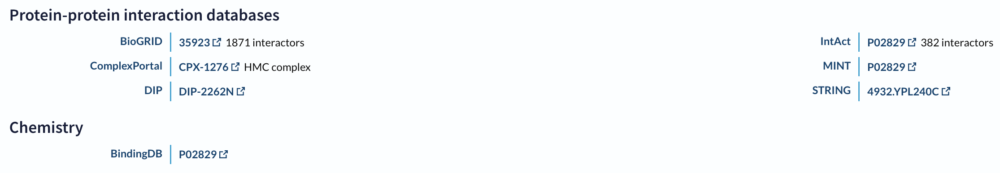 Protein-protein interaction databases
BioGRID 35923 1871 interactors
ComplexPortal CPX-1276 HMC complex
DIP DIP-2262N
IntAct P02829 382 interactors
MINT P02829
STRING 4932.YPL240C
Chemistry
BindingDB P02829